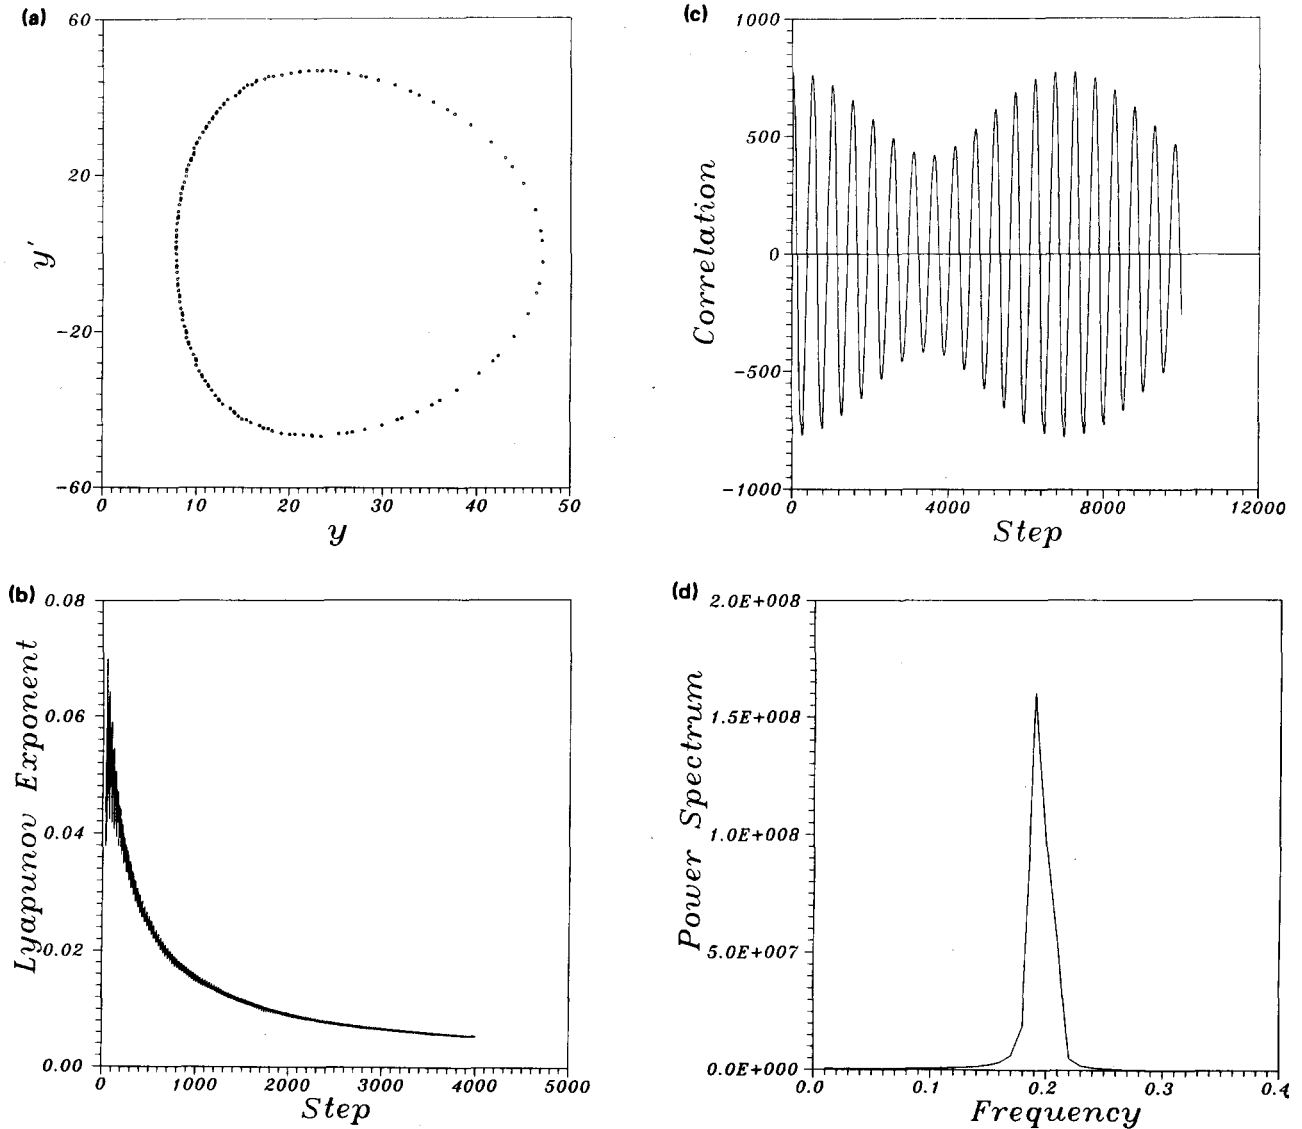 (a)
60
20
-20
-60
y'
0 10 20 30 40 50
y
(c)
1000
500
0
-500
-1000
Correlation
0 4000 8000 12000
Step
(b)
0.08
0.06
0.04
0.02
0.00
Lyapunov Exponent
0 1000 2000 3000 4000 5000
Step
(d)
2.0E+008
1.5E+008
1.0E+008
5.0E+007
0.0E+000
Power Spectrum
0 0.1 0.2 0.3 0.4
Frequency